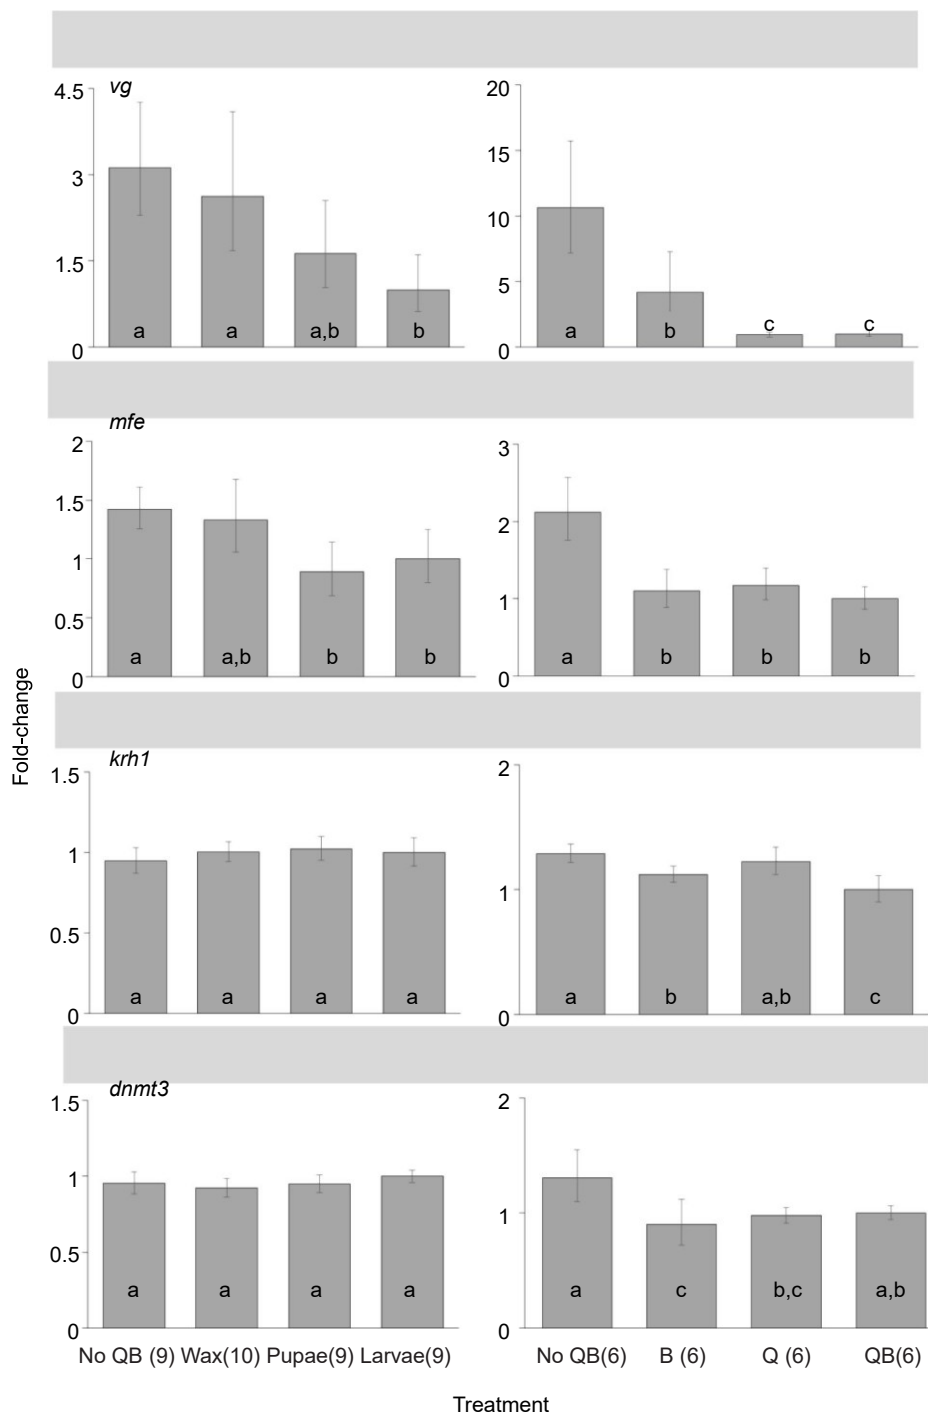 vg
4.5
3
1.5
0
a a a,b b
20
15
10
5
0
a b c c
mfe
2
1.5
1
0.5
0
a a,b b b
3
2
1
0
a b b b
Fold-change
krh1
1.5
1
0.5
0
a a a a
2
1
0
a b a,b c
dnmt3
1.5
1
0.5
0
a a a a
2
1
0
a c b,c a,b
No QB (9) Wax(10) Pupae(9) Larvae(9)
No QB(6) B (6) Q (6) QB(6)
Treatment